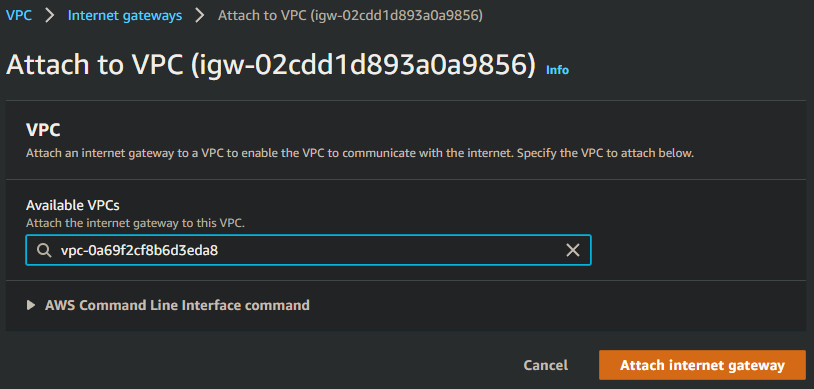 VPC > Internet gateways > Attach to VPC (igw-02cdd1d893a0a9856)
Attach to VPC (igw-02cdd1d893a0a9856) Info
VPC
Attach an internet gateway to a VPC to enable the VPC to communicate with the internet. Specify the VPC to attach below.
Available VPCs
Attach the internet gateway to this VPC.
vpc-0a69f2cf8b6d3eda8
AWS Command Line Interface command
Cancel Attach internet gateway